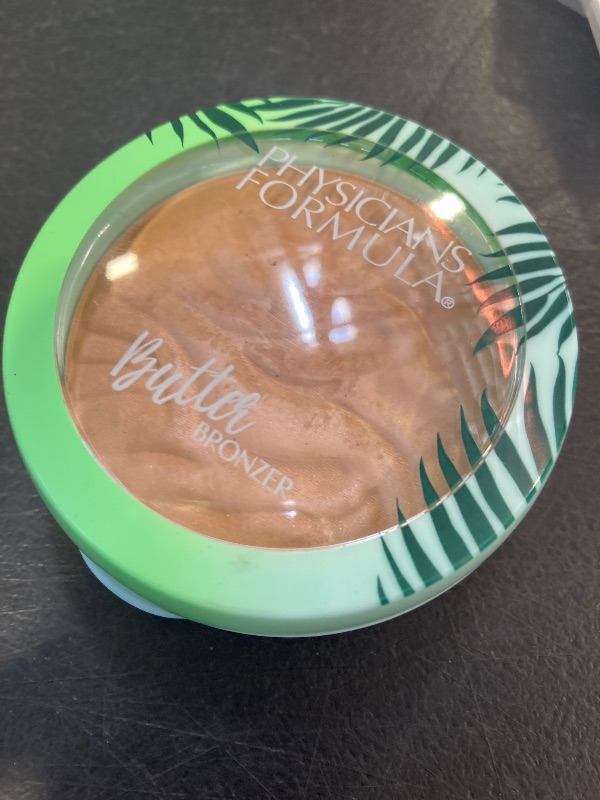 PHYSICIANS
FORMULA®
Butter
BRONZER